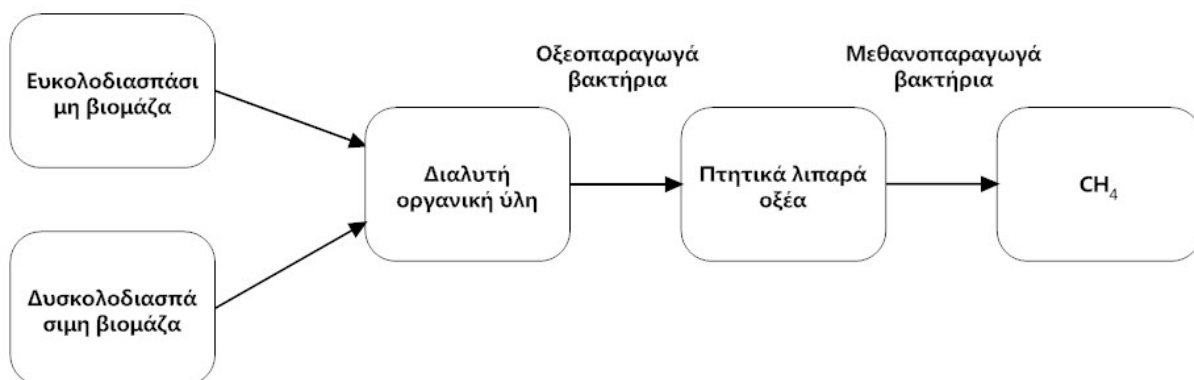 Ευκολοδιασπάσι
μη βιομάζα
Δυσκολοδιασπά
σιμη βιομάζα
Διαλυτή
οργανική ύλη
Οξεοπαραγωγά
βακτήρια
Πτητικά λιπαρά
οξέα
Μεθανοπαραγωγά
βακτήρια
CH₄